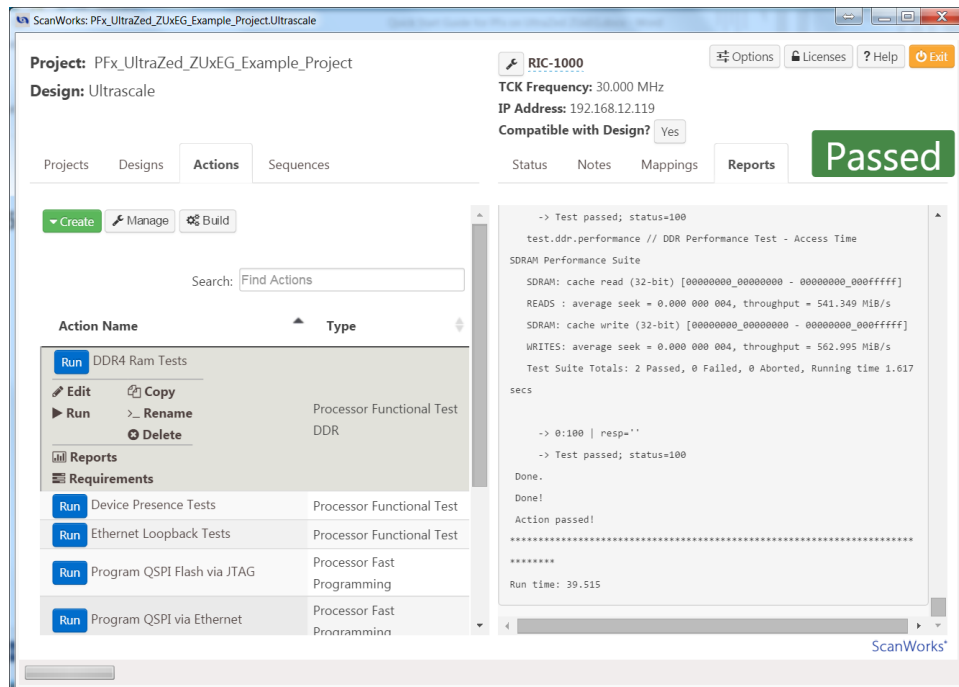 ScanWorks: PFx_UltraZed_ZUxEG_Example_Project.Ultrascale
Project: PFx_UltraZed_ZUxEG_Example_Project
Design: Ultrascale
RIC-1000
Options
Licenses
? Help
Exit
TCK Frequency: 30.000 MHz
IP Address: 192.168.12.119
Compatible with Design? Yes
Projects
Designs
Actions
Sequences
Status
Notes
Mappings
Reports
Passed
Create
Manage
Build
Search: Find Actions
Action Name
Type
Run DDR4 Ram Tests
Edit
Copy
Run
>_ Rename
Delete
Reports
Requirements
Processor Functional Test
DDR
Run Device Presence Tests
Processor Functional Test
Run Ethernet Loopback Tests
Processor Functional Test
Run Program QSPI Flash via JTAG
Processor Fast
Programming
Run Program QSPI via Ethernet
Processor Fast
Programming
-> Test passed; status=100
test.ddr.performance // DDR Performance Test - Access Time
SDRAM Performance Suite
SDRAM: cache read (32-bit) [00000000_00000000 - 00000000_000fffff]
READS : average seek = 0.000 000 004, throughput = 541.349 MiB/s
SDRAM: cache write (32-bit) [00000000_00000000 - 00000000_000fffff]
WRITES: average seek = 0.000 000 004, throughput = 562.995 MiB/s
Test Suite Totals: 2 Passed, 0 Failed, 0 Aborted, Running time 1.617
secs
-> 0:100 | resp=''
-> Test passed; status=100
Done.
Done!
Action passed!
***********************************************************************
********
Run time: 39.515
ScanWorks*